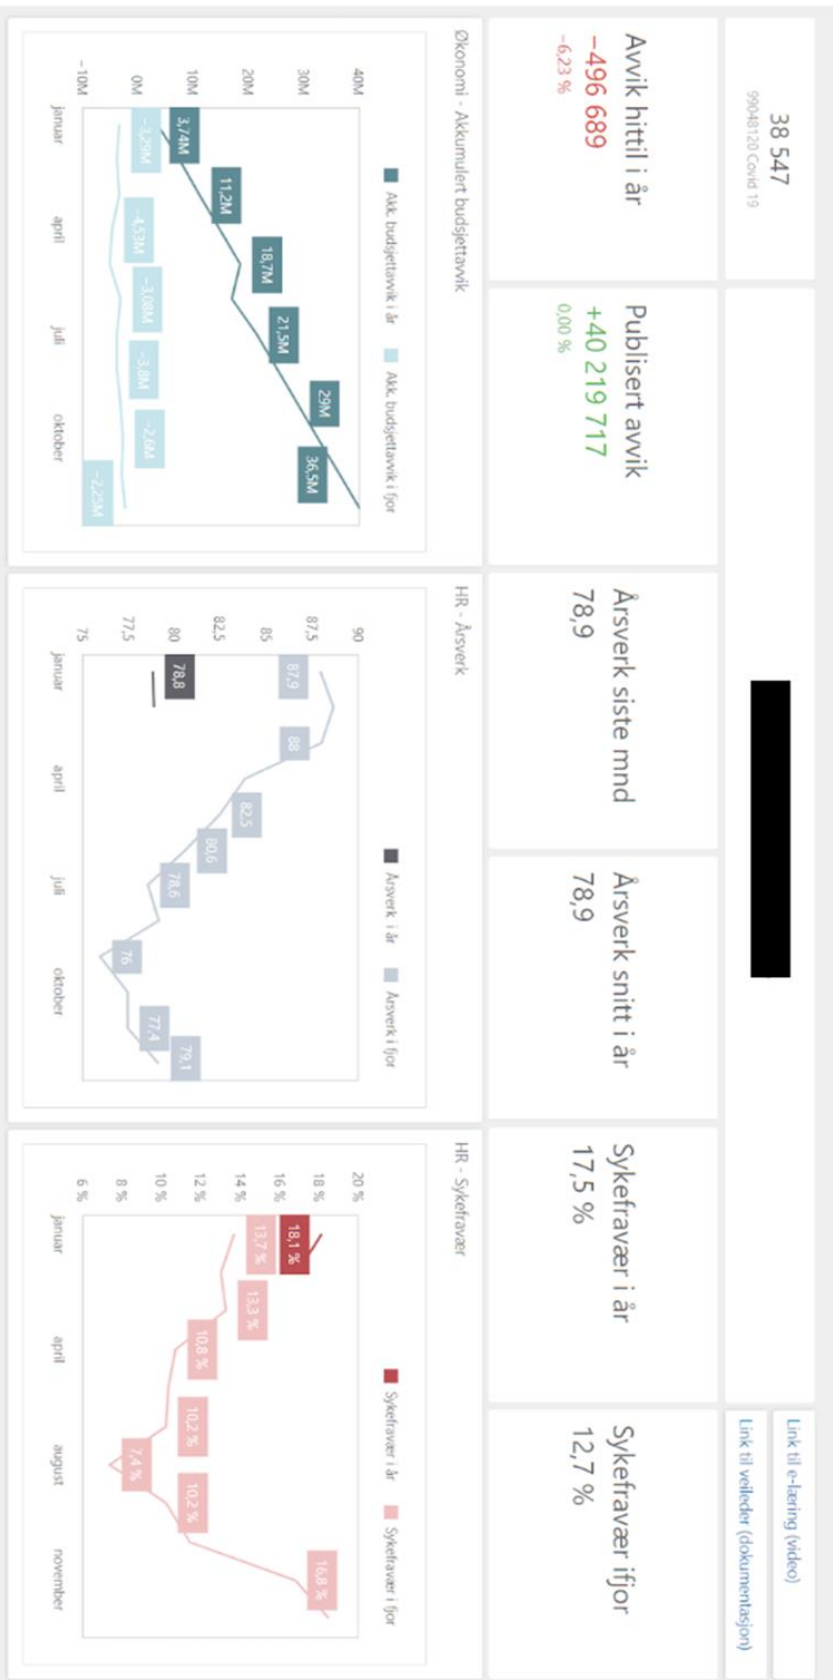 38 547
99048120 Covid 19
Link til e-læring (video)
Link til veileder (dokumentasjon)
Avvik hittil i år
−496 689
−6,23 %
Publisert avvik
+40 219 717
0,00 %
Årsverk siste mnd
78,9
Årsverk snitt i år
78,9
Sykefravær i år
17,5 %
Sykefravær ifjor
12,7 %
Økonomi - Akkumulert budsjettavvik
Akk. budsjettavvik i år
Akk. budsjettavvik i fjor
40M
30M
20M
10M
0M
−10M
3,74M
11,2M
18,7M
21,5M
29M
36,5M
−3,29M
−4,53M
−3,08M
−3,8M
−2,6M
−2,25M
januar
april
juli
oktober
HR - Årsverk
Årsverk i år
Årsverk i fjor
90
87,5
85
82,5
80
77,5
75
87,9
88
82,5
80,6
78,6
76
77,4
79,1
78,8
januar
april
juli
oktober
HR - Sykefravær
Sykefravær i år
Sykefravær i fjor
20 %
18 %
16 %
14 %
12 %
10 %
8 %
6 %
18,1 %
13,7 %
13,3 %
10,8 %
10,2 %
7,4 %
10,2 %
16,8 %
januar
april
august
november